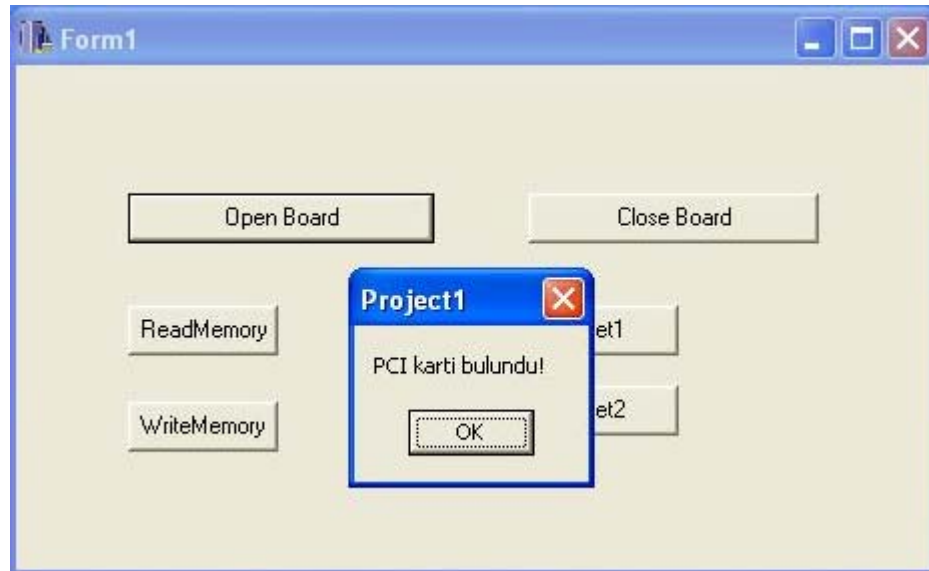 Form1
Open Board
Close Board
Project1
ReadMemory
et1
PCI karti bulundu!
et2
OK
WriteMemory